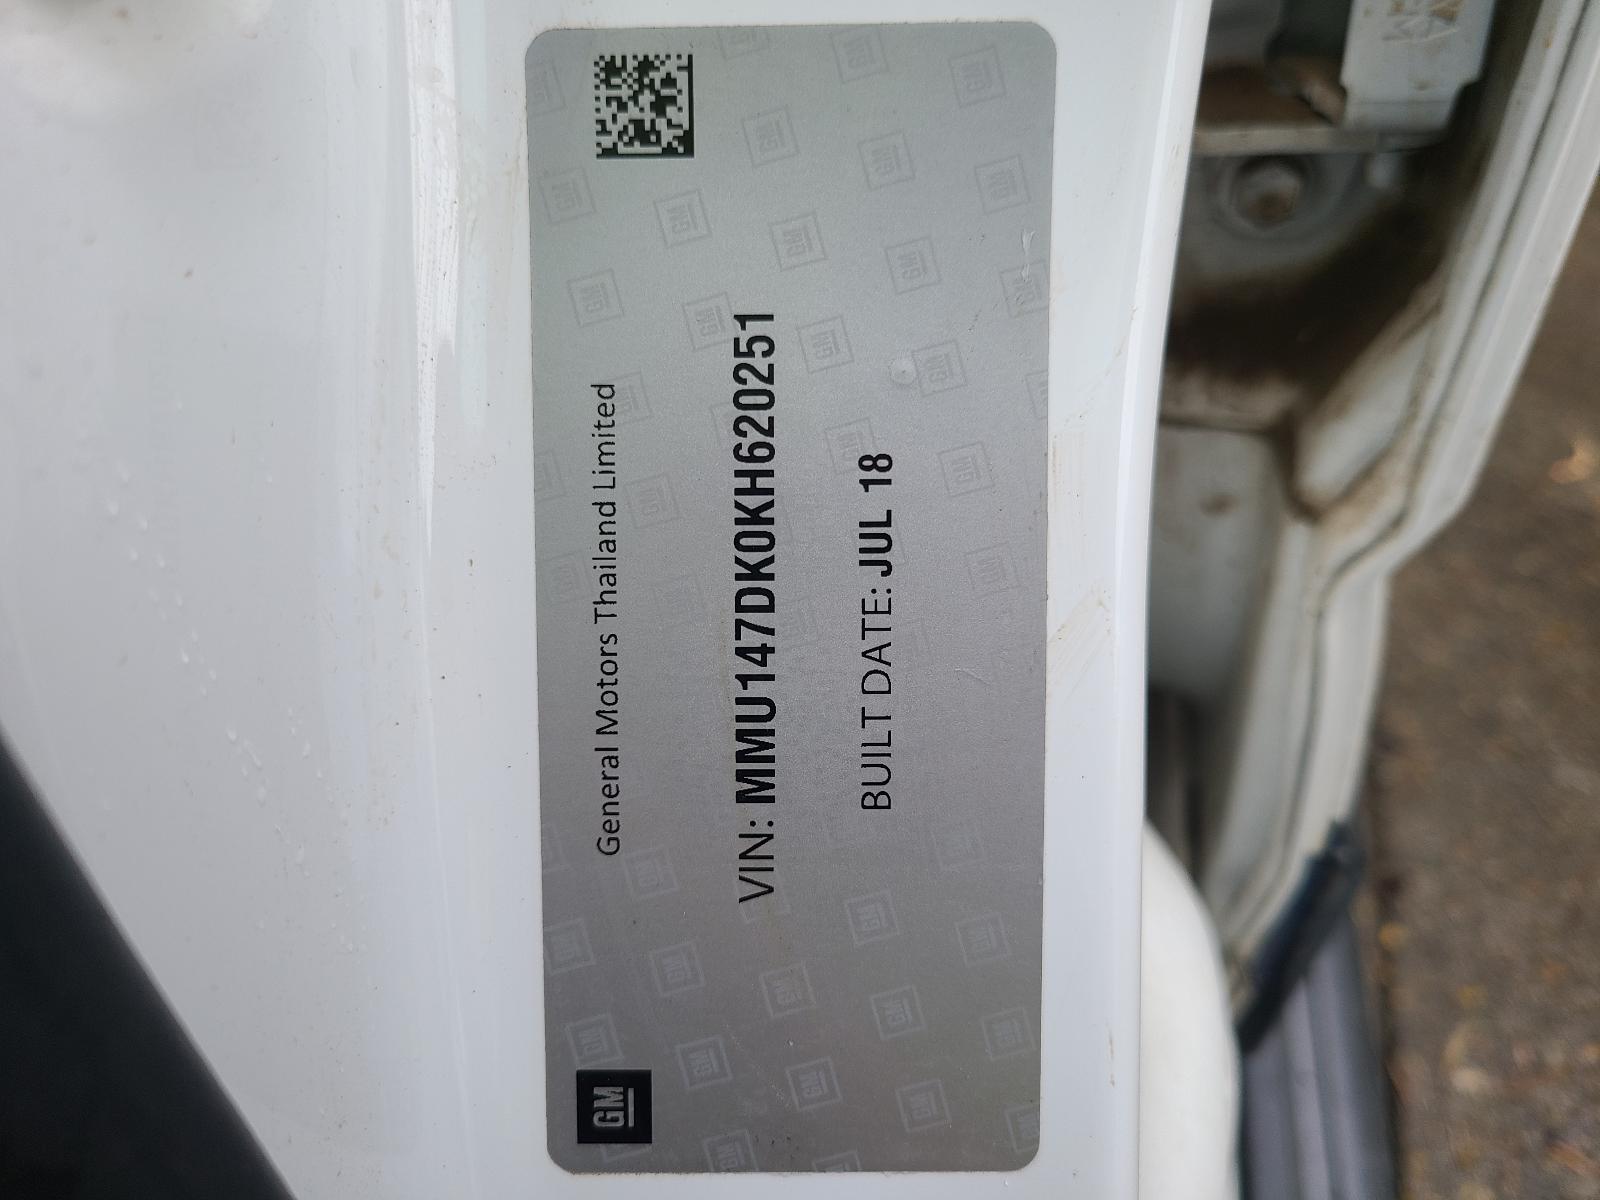 General Motors Thailand Limited
VIN: MMU147DK0KH620251
BUILT DATE: JUL 18
GM